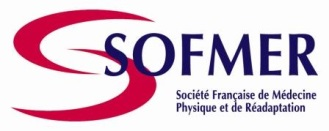 SOFMER
Société Française de Médecine
Physique et de Réadaptation